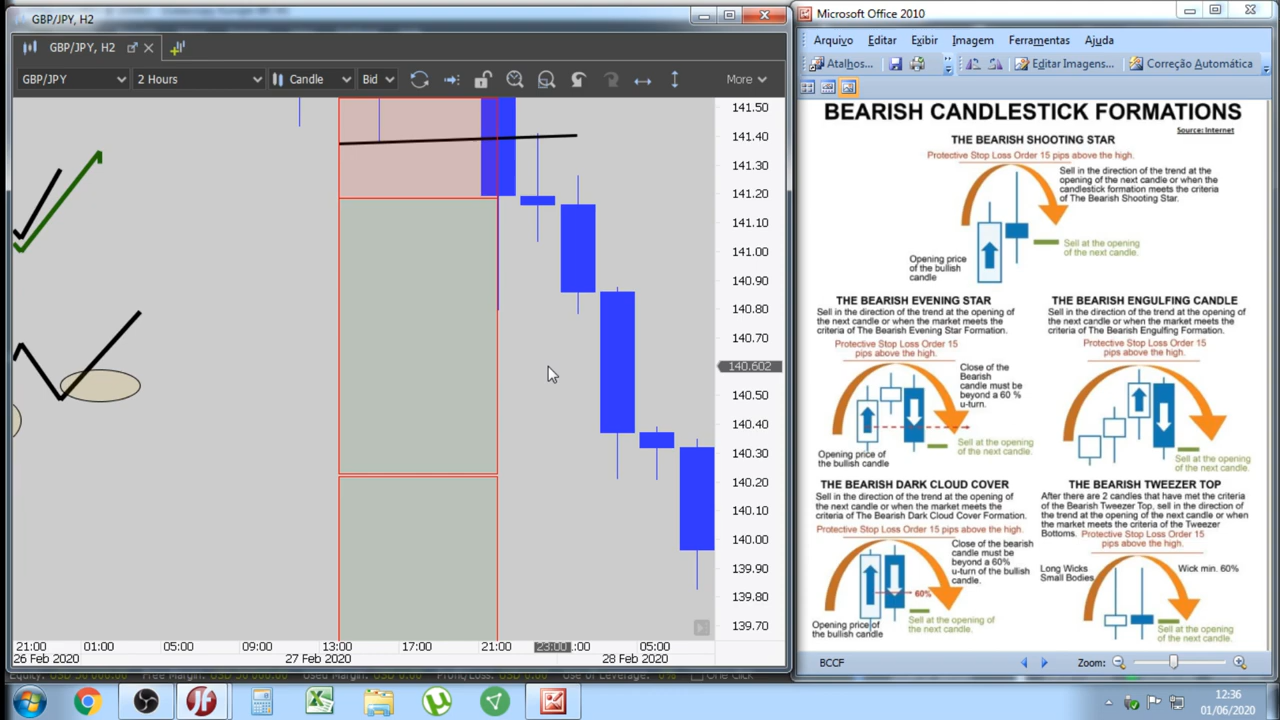 GBP/JPY, H2
GBP/JPY, H2
GBP/JPY
2 Hours
Candle
Bid
More
141.50
141.40
141.30
141.20
141.10
141.00
140.90
140.80
140.70
140.602
140.50
140.40
140.30
140.20
140.10
140.00
139.90
139.80
139.70
21:00 01:00 05:00 09:00 13:00 17:00 21:00 23:00 :00 05:00
26 Feb 2020 27 Feb 2020 28 Feb 2020
Microsoft Office 2010
Arquivo Editar Exibir Imagem Ferramentas Ajuda
Atalhos... Editar Imagens... Correção Automática
BEARISH CANDLESTICK FORMATIONS
Source: Internet
THE BEARISH SHOOTING STAR
Protective Stop Loss Order 15 pips above the high.
Sell in the direction of the trend at the
opening of the next candle or when the
candlestick formation meets the criteria
of The Bearish Shooting Star.
Sell at the opening
of the next candle.
Opening price
of the bullish
candle
THE BEARISH EVENING STAR
Sell in the direction of the trend at the opening of the next
candle or when the market meets the
criteria of The Bearish Evening Star Formation.
Protective Stop Loss Order 15
pips above the high.
Close of the
Bearish
candle must be
beyond a 60 %
u-turn.
Sell at the opening
of the next candle.
Opening price of
the bullish candle
THE BEARISH ENGULFING CANDLE
Sell in the direction of the trend at the opening of the next
candle or when the market meets the
criteria of The Bearish Engulfing Formation.
Protective Stop Loss Order 15
pips above the high.
Sell at the opening
of the next candle.
THE BEARISH DARK CLOUD COVER
Sell in the direction of the trend at the opening of
the next candle or when the market meets the
criteria of The Bearish Dark Cloud Cover Formation.
Protective Stop Loss Order 15 pips above the high.
Close of the bearish
candle must be
beyond a 60%
u-turn of the bullish
candle.
60%
Opening price of
the bullish candle
Sell at the opening
of the next candle.
THE BEARISH TWEEZER TOP
After there are 2 candles that have met the criteria
of the Bearish Tweezer Top, sell in the direction of
the trend at the opening of the next candle or when
the market meets the criteria of the Tweezer
Bottoms. Protective Stop Loss Order 15
pips above the high.
Long Wicks
Small Bodies
Wick min. 60%
Sell at the opening
of the next candle.
BCCF
Zoom:
12:36
01/06/2020